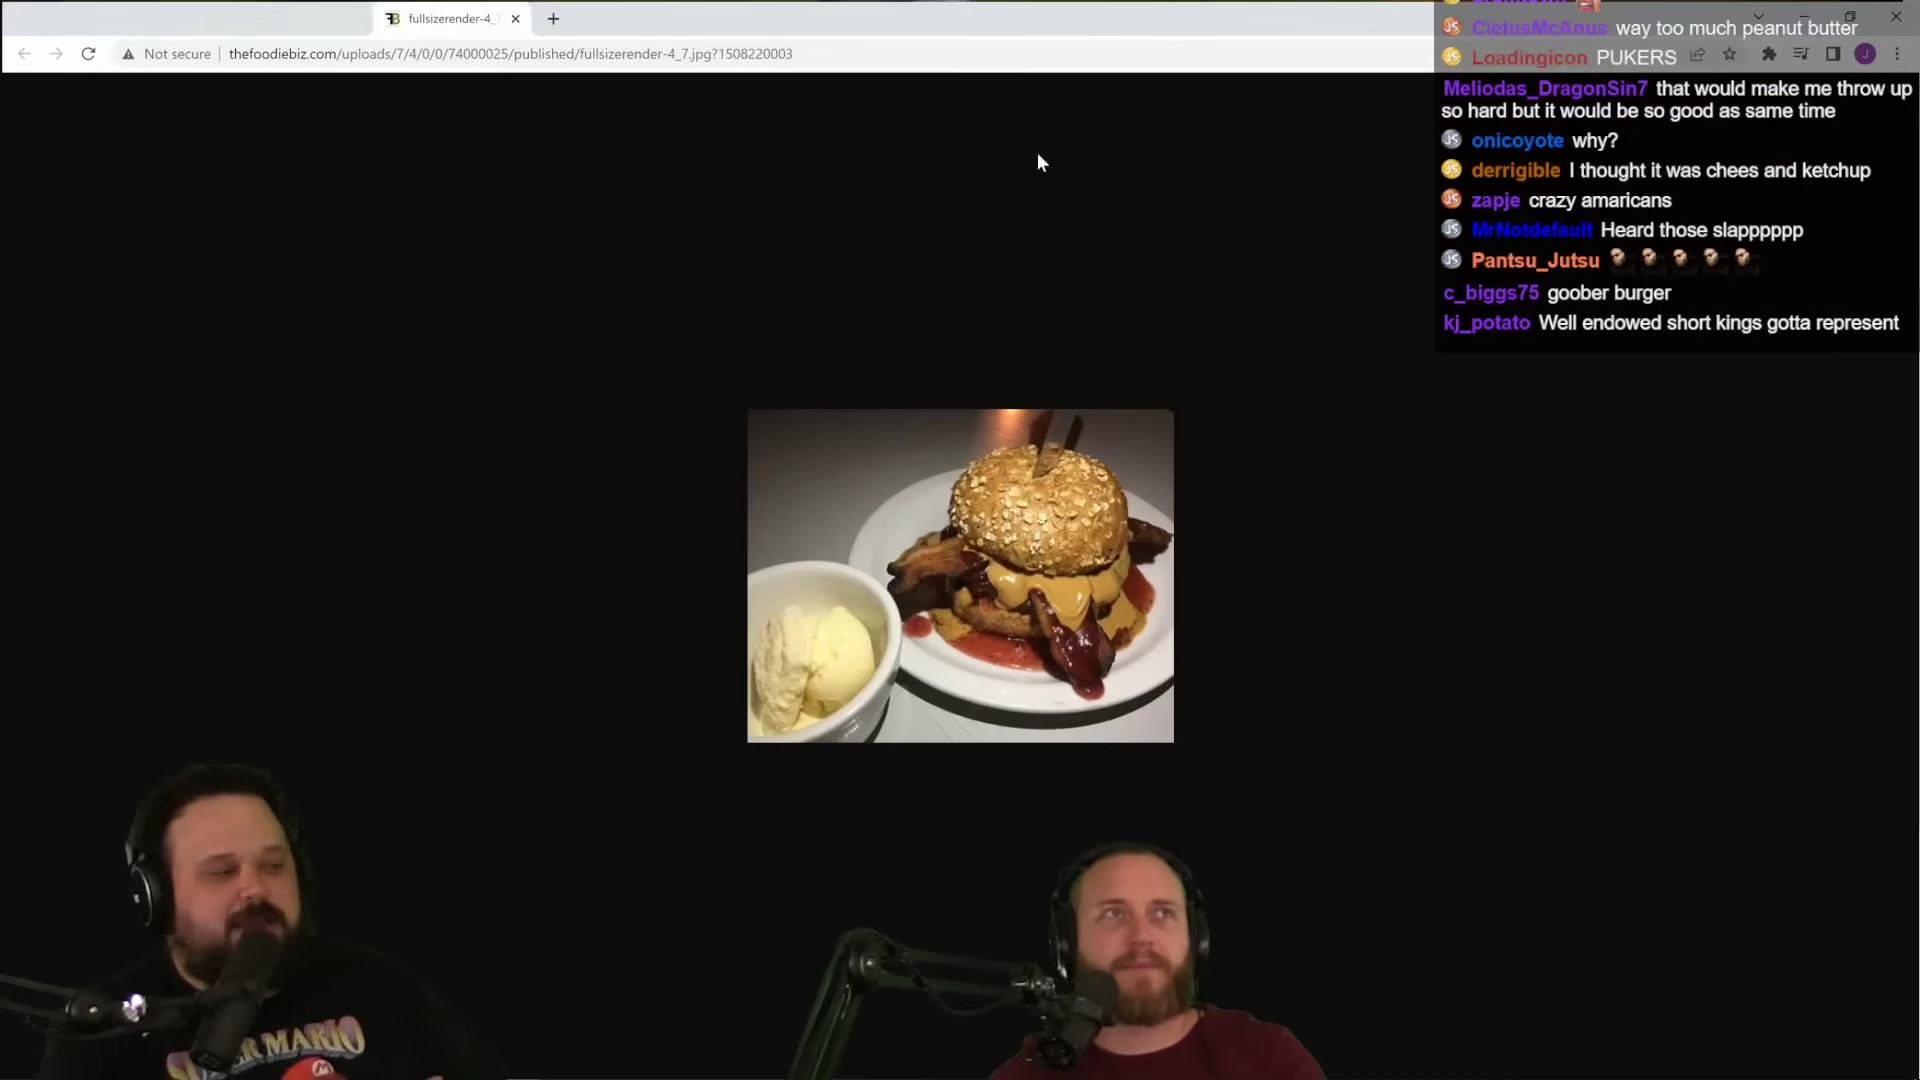 fullsizerender-4_7
Not secure
thefoodiebiz.com/uploads/7/4/0/0/74000025/published/fullsizerender-4_7.jpg?1508220003
J
CletusMcAnus way too much peanut butter
Loadingicon PUKERS
Meliodas_DragonSin7 that would make me throw up
so hard but it would be so good as same time
onicoyote why?
derrigible I thought it was chees and ketchup
zapje crazy amaricans
MrNotdefault Heard those slapppppp
Pantsu_Jutsu
c_biggs75 goober burger
kj_potato Well endowed short kings gotta represent
MARIO
M